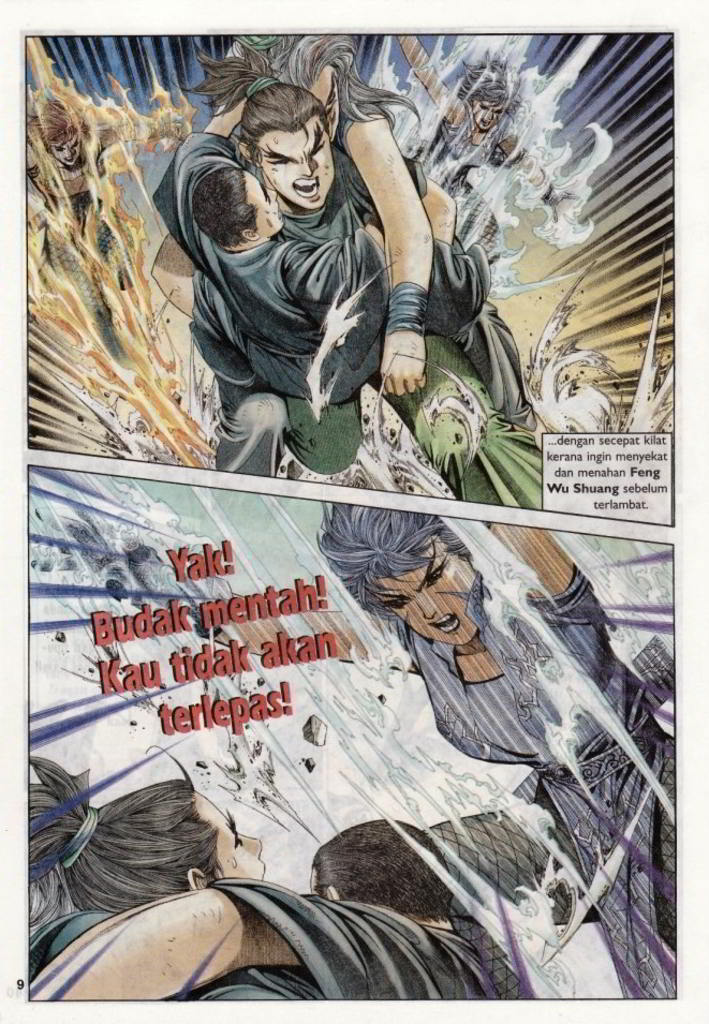 ...dengan secepat kilat
kerana ingin menyekat
dan menahan Feng
Wu Shuang sebelum
terlambat.
Yak!
Budak mentah!
Kau tidak akan
terlepas!
9